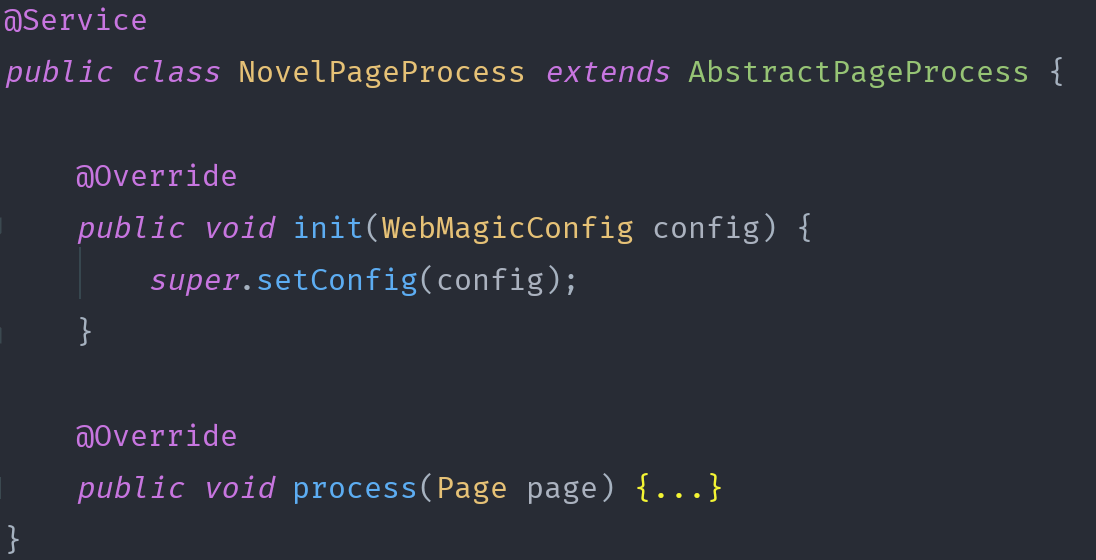 @Service
public class NovelPageProcess extends AbstractPageProcess {
@Override
public void init(WebMagicConfig config) {
super.setConfig(config);
}
@Override
public void process(Page page) {...}
}